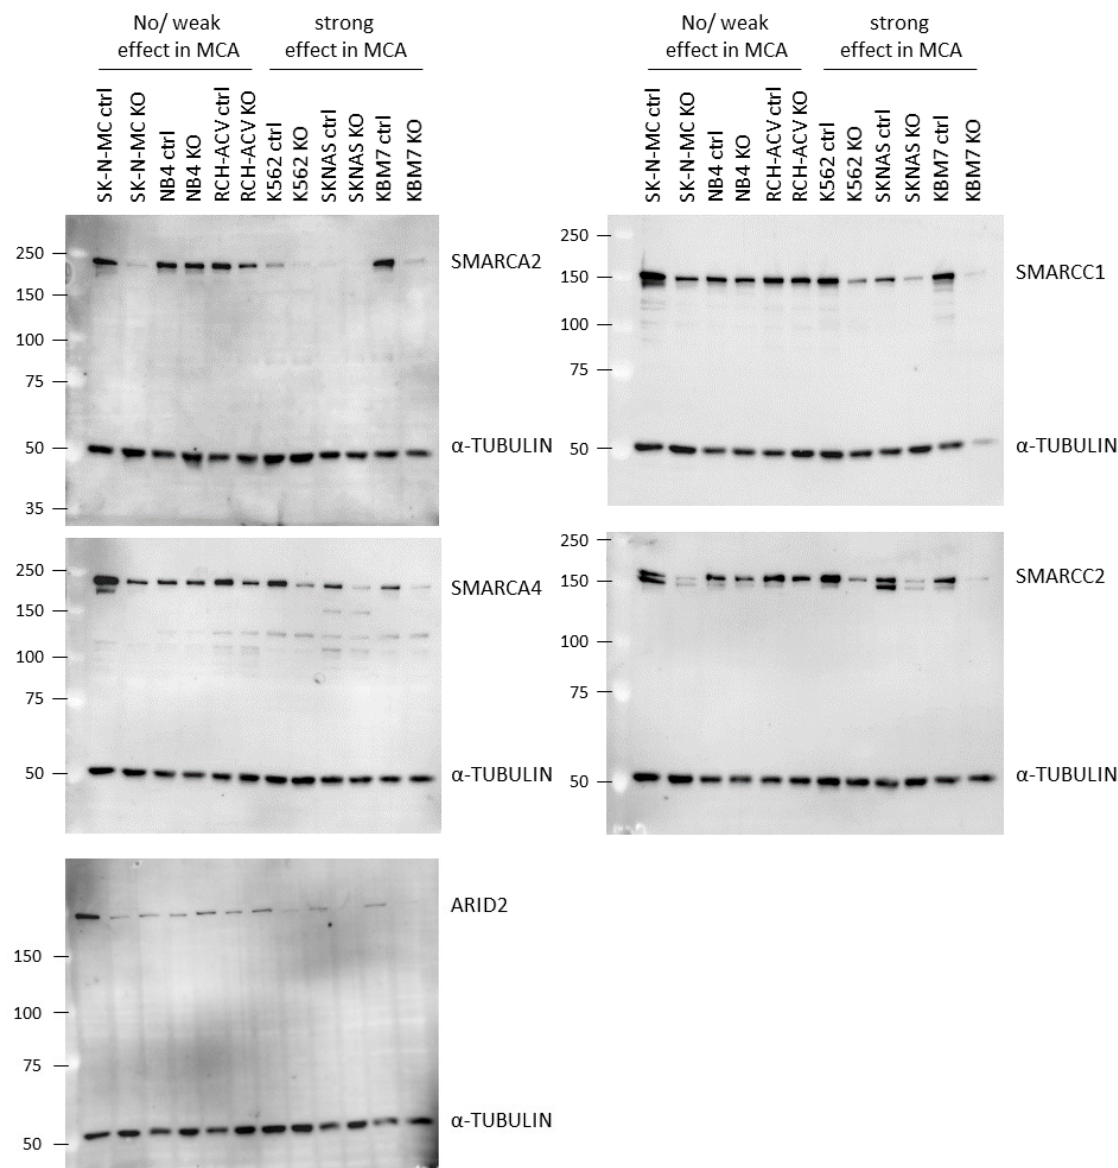 No/ weak
effect in MCA
strong
effect in MCA
SK-N-MC ctrl
SK-N-MC KO
NB4 ctrl
NB4 KO
RCH-ACV ctrl
RCH-ACV KO
K562 ctrl
K562 KO
SKNAS ctrl
SKNAS KO
KBM7 ctrl
KBM7 KO
250
150
100
75
50
35
SMARCA2
α-TUBULIN
250
150
100
75
50
SMARCA4
α-TUBULIN
150
100
75
50
ARID2
α-TUBULIN
No/ weak
effect in MCA
strong
effect in MCA
SK-N-MC ctrl
SK-N-MC KO
NB4 ctrl
NB4 KO
RCH-ACV ctrl
RCH-ACV KO
K562 ctrl
K562 KO
SKNAS ctrl
SKNAS KO
KBM7 ctrl
KBM7 KO
250
150
100
75
50
SMARCC1
α-TUBULIN
250
150
100
75
50
SMARCC2
α-TUBULIN